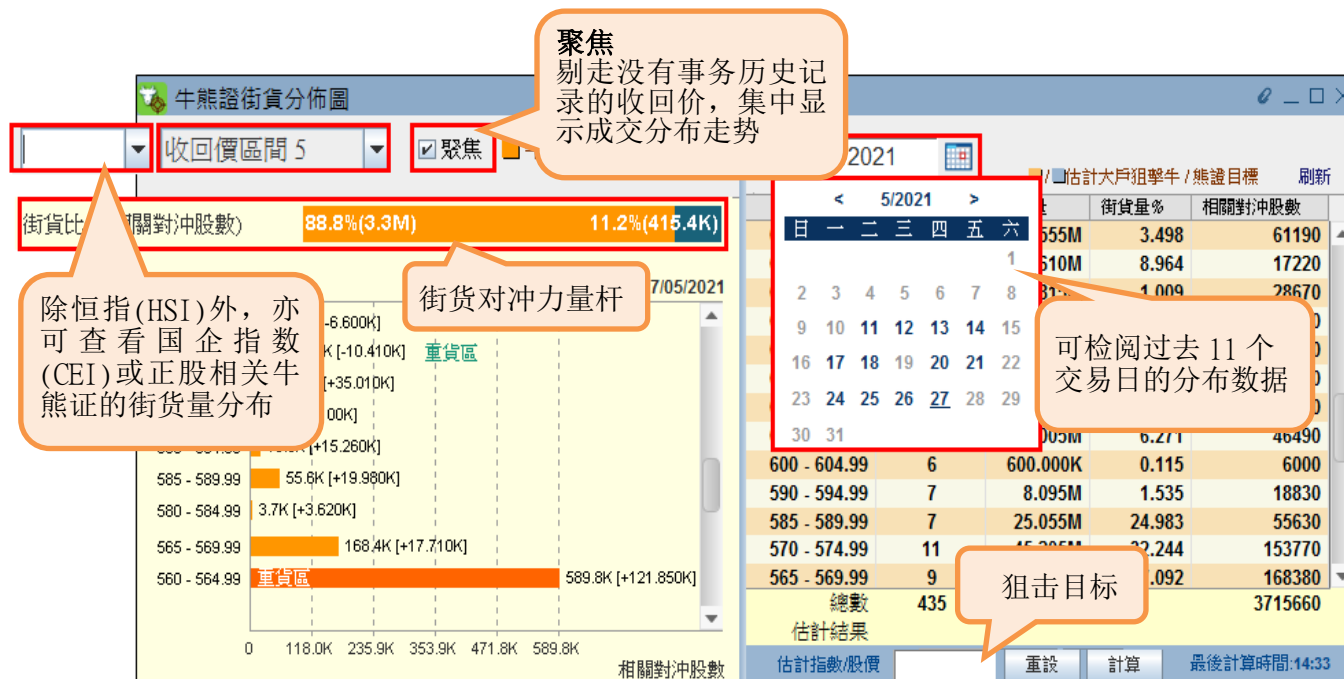 聚焦
剔走没有事务历史记
录的收回价，集中显
示成交分布走势
牛熊證街貨分佈圖
收回價區間 5
聚焦
2021
/ 估計大戶狙擊牛 / 熊證目標
刷新
街貨比
關對沖股數)
88.8%(3.3M)
11.2%(415.4K)
街货对冲力量杆
7/05/2021
除恒指(HSI)外，亦
可查看国企指数
(CEI)或正股相关牛
熊证的街货量分布
-6.600K]
K [-10.410K]
重貨區
[+35.010K]
00K]
[+15.260K]
585 - 589.99
55.6K [+19.980K]
580 - 584.99
3.7K [+3.620K]
565 - 569.99
168.4K [+17.710K]
560 - 564.99
重貨區
589.8K [+121.850K]
0 118.0K 235.9K 353.9K 471.8K 589.8K
相關對沖股數
< 5/2021 >
日 一 二 三 四 五 六
1
2 3 4 5 6 7 8
9 10 11 12 13 14 15
16 17 18 19 20 21 22
23 24 25 26 27 28 29
30 31
可检阅过去 11 个
交易日的分布数据
街貨量% 相關對沖股數
555M 3.498 61190
610M 8.964 17220
1.009 28670
005M 6.271 46490
600 - 604.99 6 600.000K 0.115 6000
590 - 594.99 7 8.095M 1.535 18830
585 - 589.99 7 25.055M 24.983 55630
570 - 574.99 11 2.244 153770
565 - 569.99 9 .092 168380
總數 435 3715660
估計結果
狙击目标
估計指數/股價
重設
計算
最後計算時間:14:33